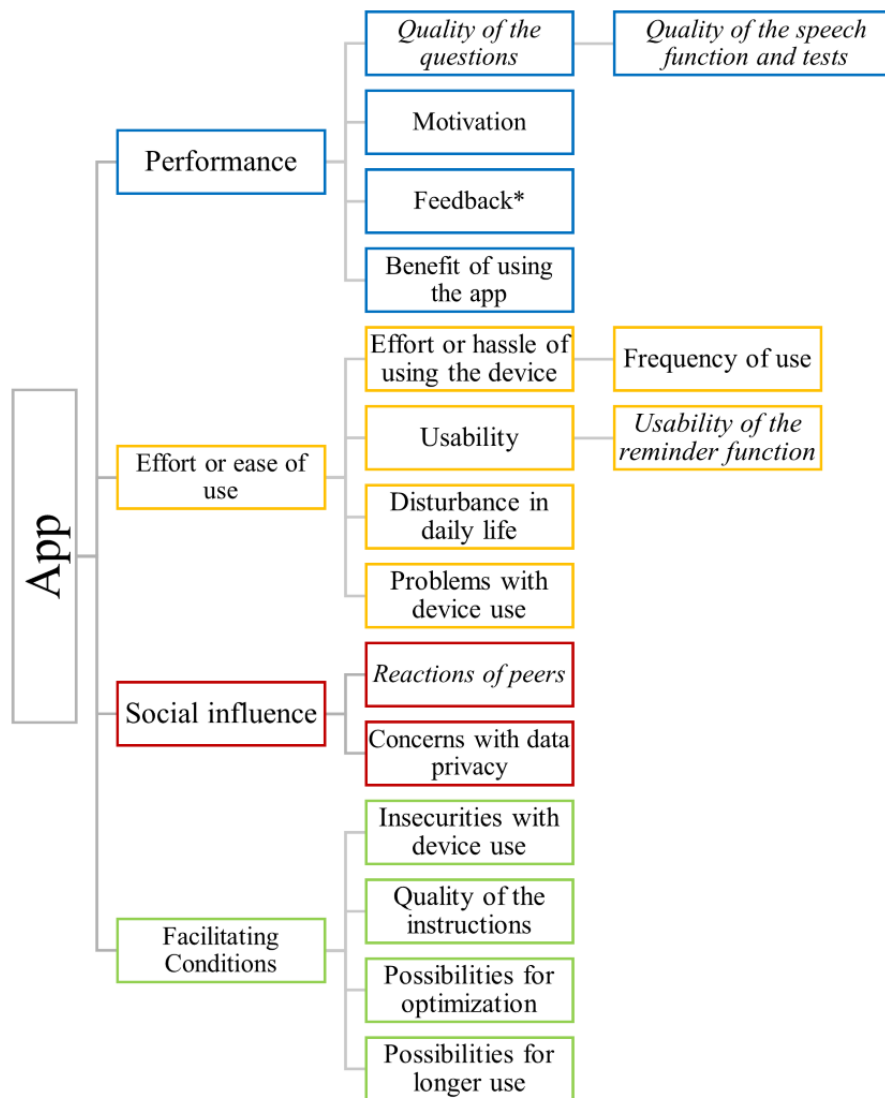 App
Performance
Quality of the
questions
Quality of the speech
function and tests
Motivation
Feedback*
Benefit of using
the app
Effort or ease of
use
Effort or hassle of
using the device
Frequency of use
Usability
Usability of the
reminder function
Disturbance in
daily life
Problems with
device use
Social influence
Reactions of peers
Concerns with data
privacy
Facilitating
Conditions
Insecurities with
device use
Quality of the
instructions
Possibilities for
optimization
Possibilities for
longer use